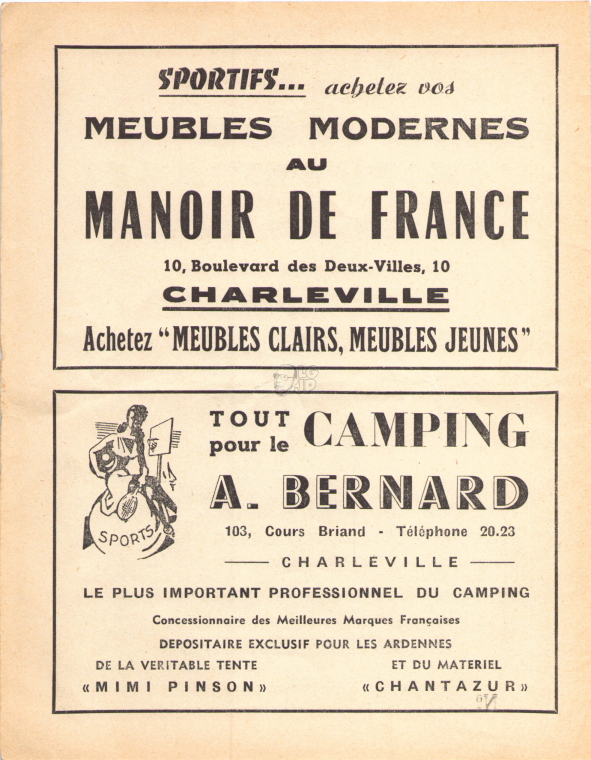 SPORTIFS... achetez vos
MEUBLES MODERNES
AU
MANOIR DE FRANCE
10, Boulevard des Deux-Villes, 10
CHARLEVILLE
Achetez "MEUBLES CLAIRS, MEUBLES JEUNES"
TOUT
pour le CAMPING
A. BERNARD
SPORTS
103, Cours Briand - Téléphone 20.23
CHARLEVILLE
LE PLUS IMPORTANT PROFESSIONNEL DU CAMPING
Concessionnaire des Meilleures Marques Françaises
DEPOSITAIRE EXCLUSIF POUR LES ARDENNES
DE LA VERITABLE TENTE ET DU MATERIEL
«MIMI PINSON» «CHANTAZUR»